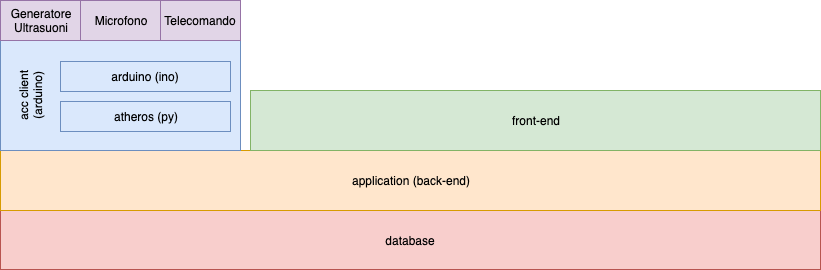 Generatore
Ultrasuoni
Microfono
Telecomando
acc client
(arduino)
arduino (ino)
atheros (py)
front-end
application (back-end)
database